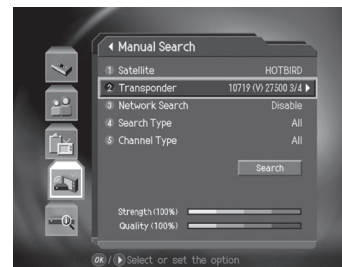 Manual Search
1 Satellite HOTBIRD
2 Transponder 10719 (V) 27500 3/4
3 Network Search Disable
4 Search Type All
5 Channel Type All
Search
Strength (100%)
Quality (100%)
OK / Select or set the option